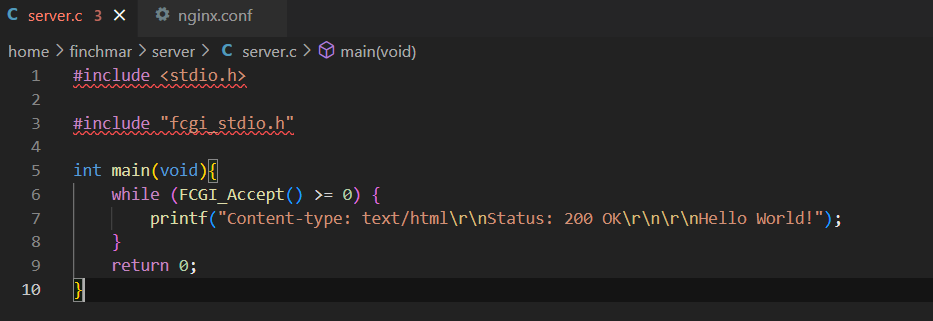 C server.c 3 × nginx.conf
home > finchmar > server > C server.c > main(void)
1 #include <stdio.h>
2
3 #include "fcgi_stdio.h"
4
5 int main(void){
6     while (FCGI_Accept() >= 0) {
7         printf("Content-type: text/html\r\nStatus: 200 OK\r\n\r\nHello World!");
8     }
9     return 0;
10 }